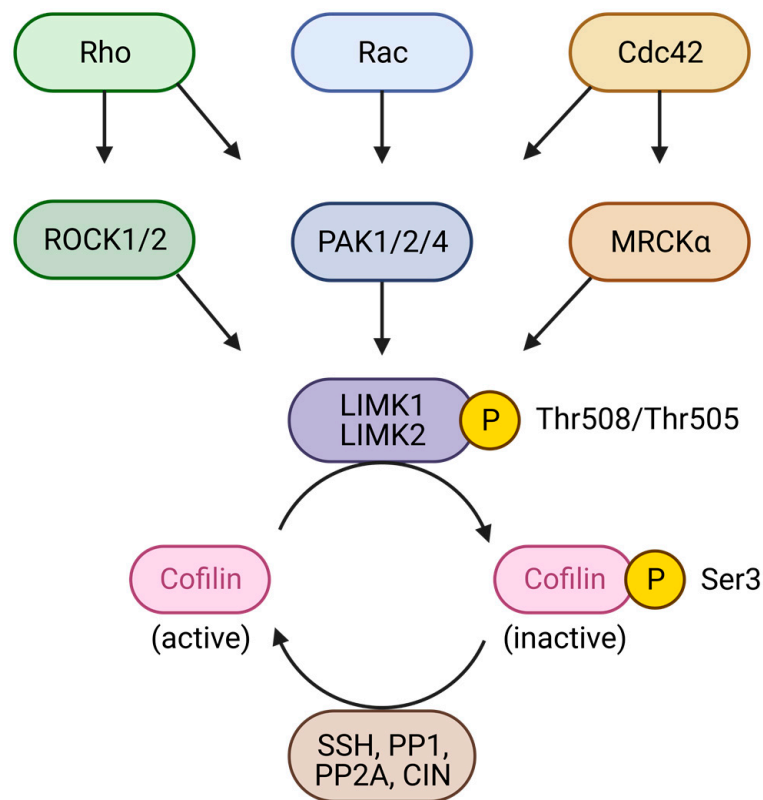 Rho
Rac
Cdc42
ROCK1/2
PAK1/2/4
MRCKα
LIMK1
LIMK2
P
Thr508/Thr505
Cofilin
Cofilin
P
Ser3
(active)
(inactive)
SSH, PP1,
PP2A, CIN